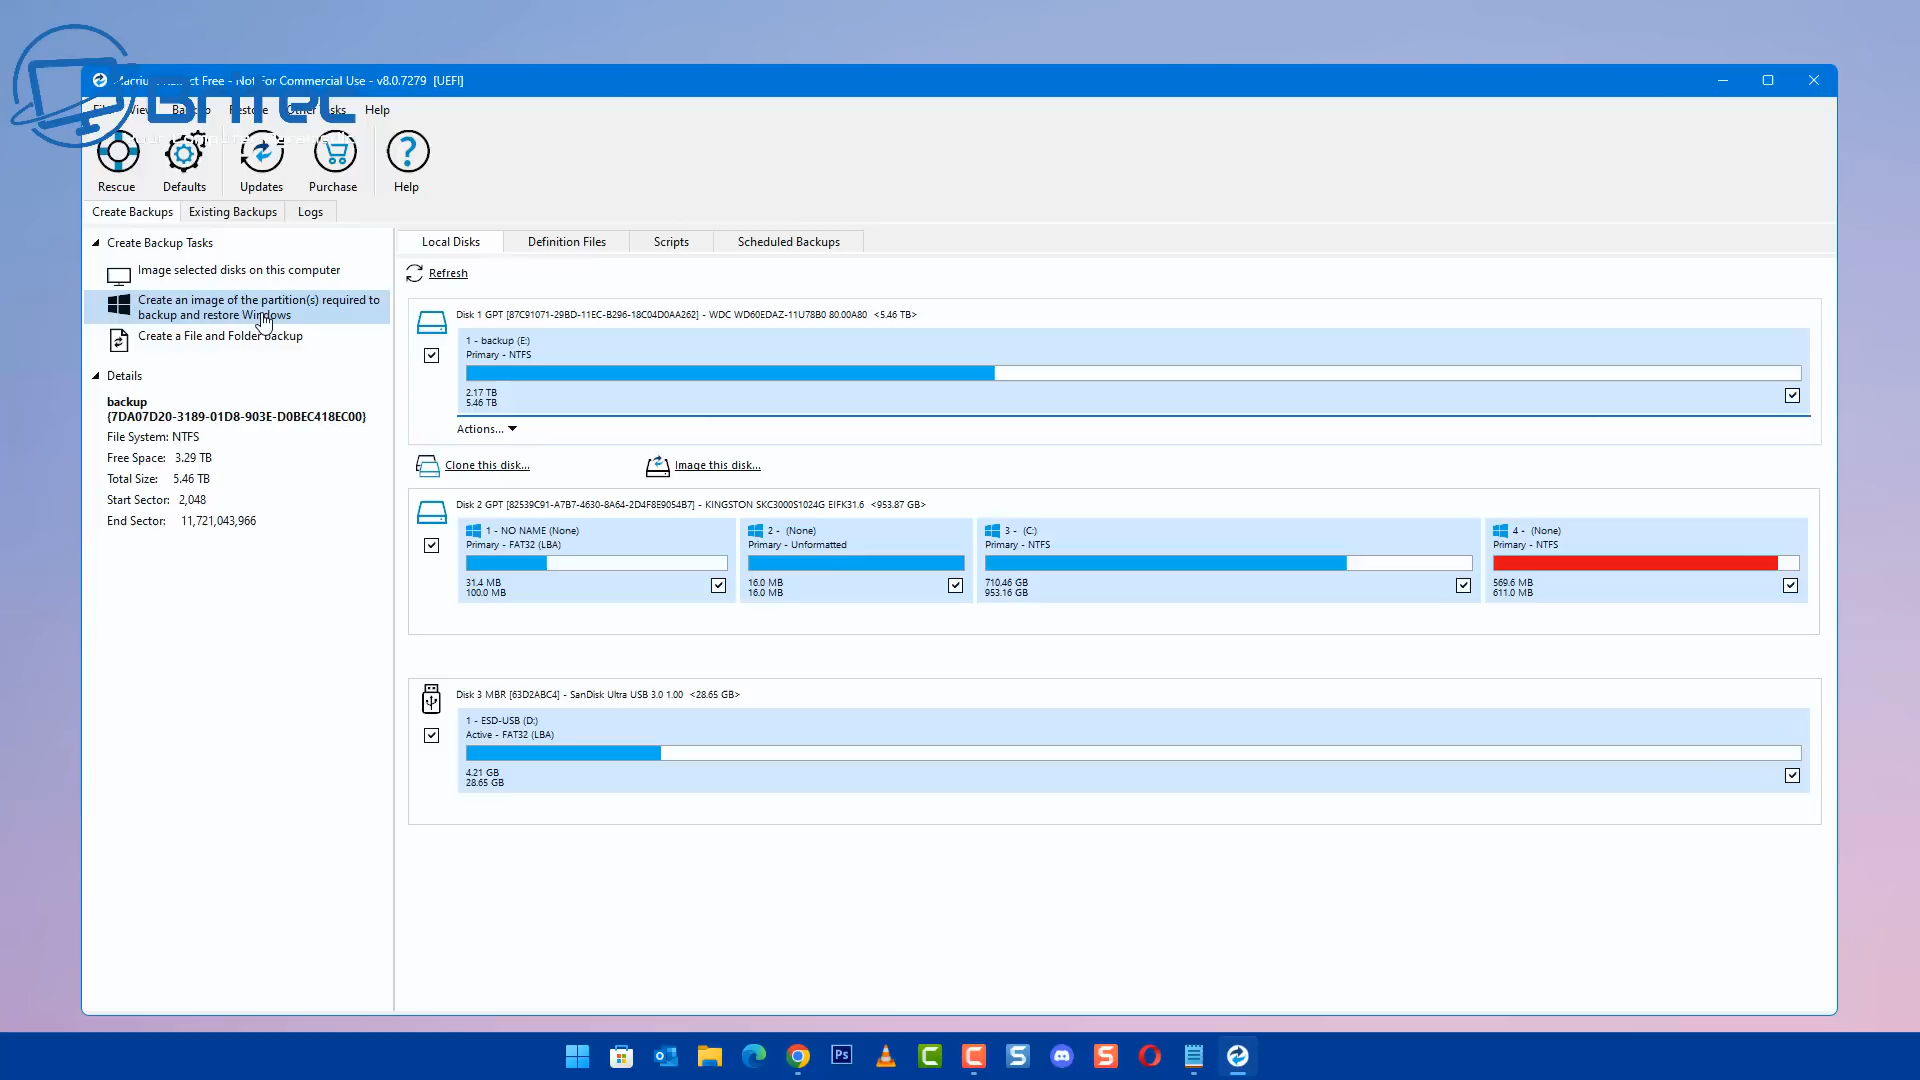 Macrium Reflect Free - Not For Commercial Use - v8.0.7279 [UEFI]
File View Backup Restore Other Tasks Help
Rescue Defaults Updates Purchase Help
Create Backups Existing Backups Logs
Create Backup Tasks
Image selected disks on this computer
Create an image of the partition(s) required to
backup and restore Windows
Create a File and Folder Backup
Details
backup
{7DA07D20-3189-01D8-903E-D0BEC418EC00}
File System: NTFS
Free Space: 3.29 TB
Total Size: 5.46 TB
Start Sector: 2,048
End Sector: 11,721,043,966
Local Disks Definition Files Scripts Scheduled Backups
Refresh
Disk 1 GPT [87C91071-29BD-11EC-B296-18C04D0AA262] - WDC WD60EDAZ-11U78B0 80.00A80 <5.46 TB>
1 - backup (E:)
Primary - NTFS
2.17 TB
5.46 TB
Actions...
Clone this disk... Image this disk...
Disk 2 GPT [82539C91-A7B7-4630-8A64-2D4F8E9054B7] - KINGSTON SKC3000S1024G EIFK31.6 <953.87 GB>
1 - NO NAME (None)
Primary - FAT32 (LBA)
31.4 MB
100.0 MB
2 - (None)
Primary - Unformatted
16.0 MB
16.0 MB
3 - (C:)
Primary - NTFS
710.46 GB
953.16 GB
4 - (None)
Primary - NTFS
569.6 MB
611.0 MB
Disk 3 MBR [63D2ABC4] - SanDisk Ultra USB 3.0 1.00 <28.65 GB>
1 - ESD-USB (D:)
Active - FAT32 (LBA)
4.21 GB
28.65 GB
Ps